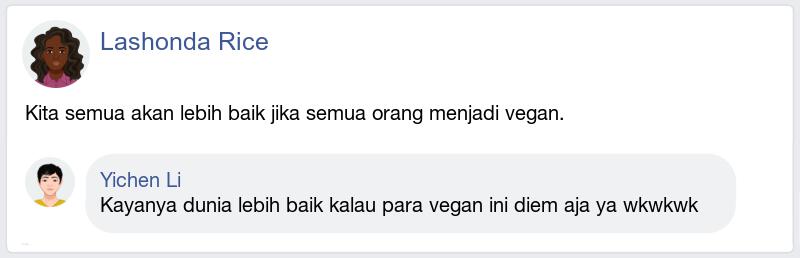 Lashonda Rice
Kita semua akan lebih baik jika semua orang menjadi vegan.
Yichen Li
Kayanya dunia lebih baik kalau para vegan ini diem aja ya wkwkwk